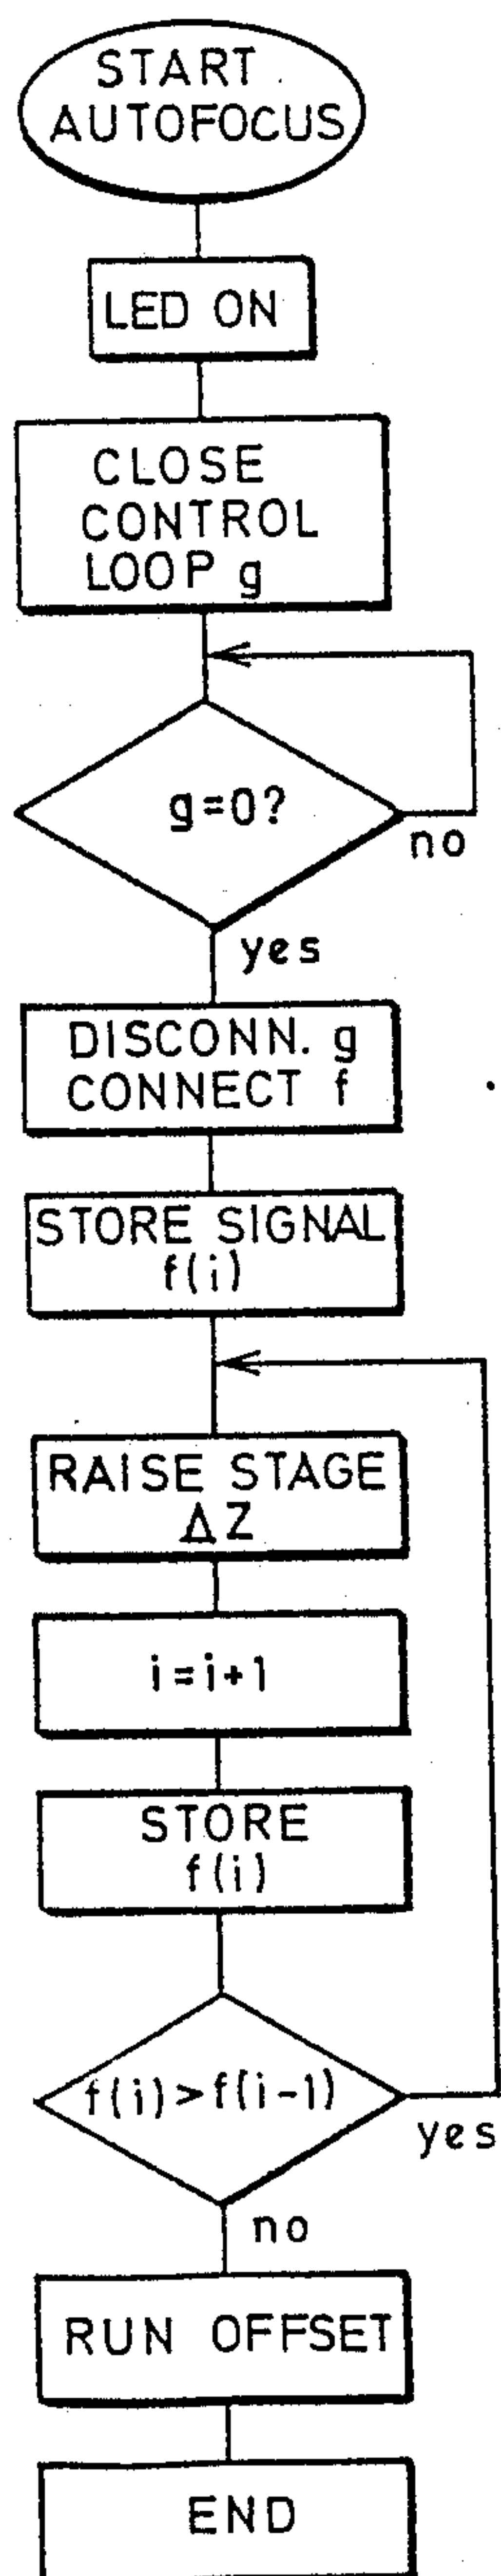 START
AUTOFOCUS
LED ON
CLOSE
CONTROL
LOOP g
g=0?
no
yes
DISCONN. g
CONNECT f
STORE SIGNAL
f(i)
RAISE STAGE
ΔZ
i=i+1
STORE
f(i)
f(i)>f(i-1)
yes
no
RUN OFFSET
END